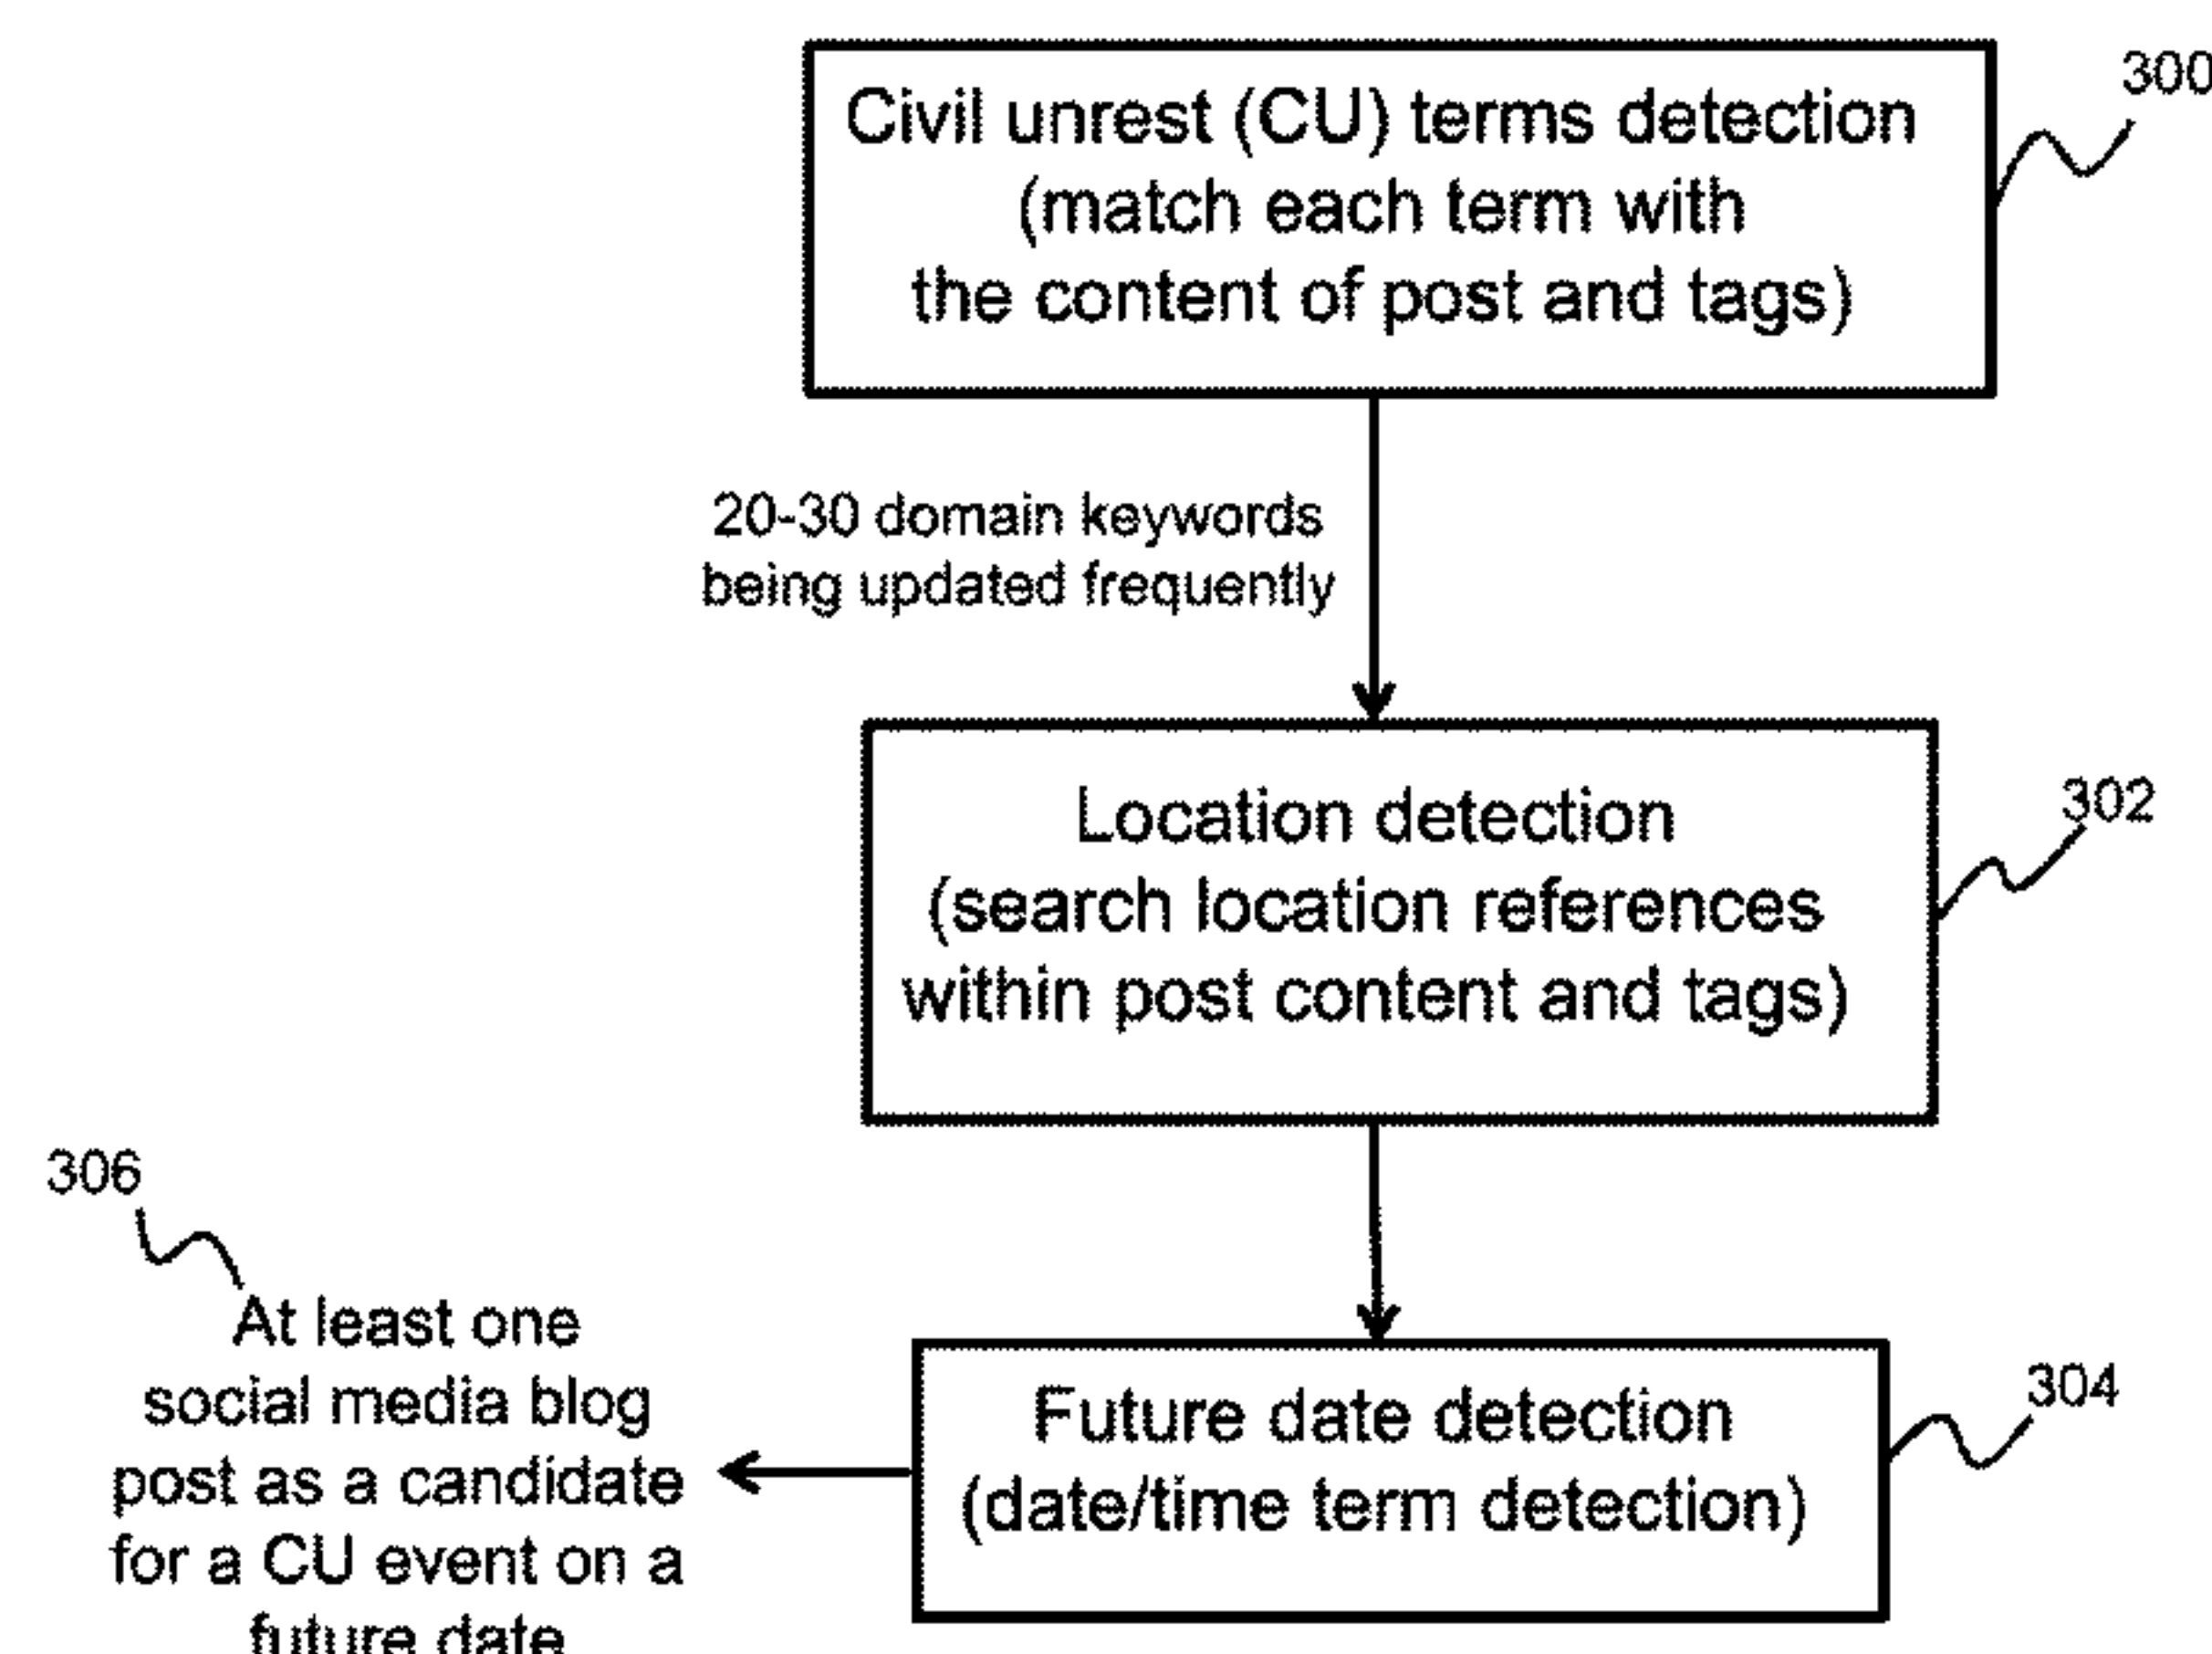 300
Civil unrest (CU) terms detection
(match each term with
the content of post and tags)
20-30 domain keywords
being updated frequently
302
Location detection
(search location references
within post content and tags)
306
At least one
social media blog
post as a candidate
for a CU event on a
future date
304
Future date detection
(date/time term detection)